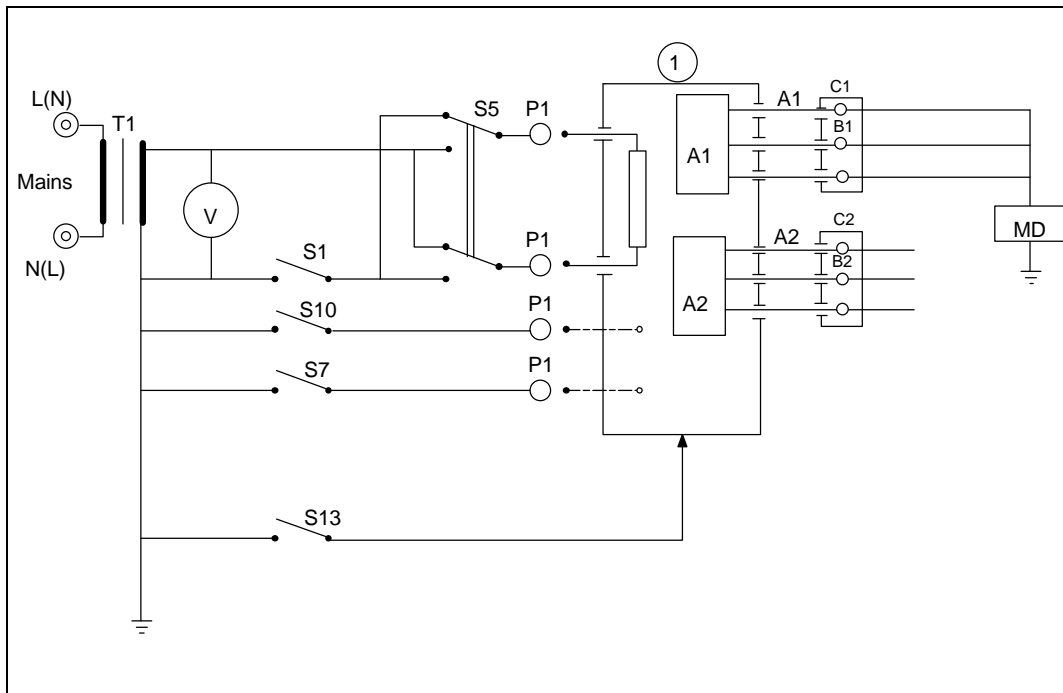 1
L(N)
T1
S5
P1
A1
C1
B1
A1
Mains
V
MD
N(L)
S1
P1
A2
C2
B2
A2
S10
P1
S7
P1
S13